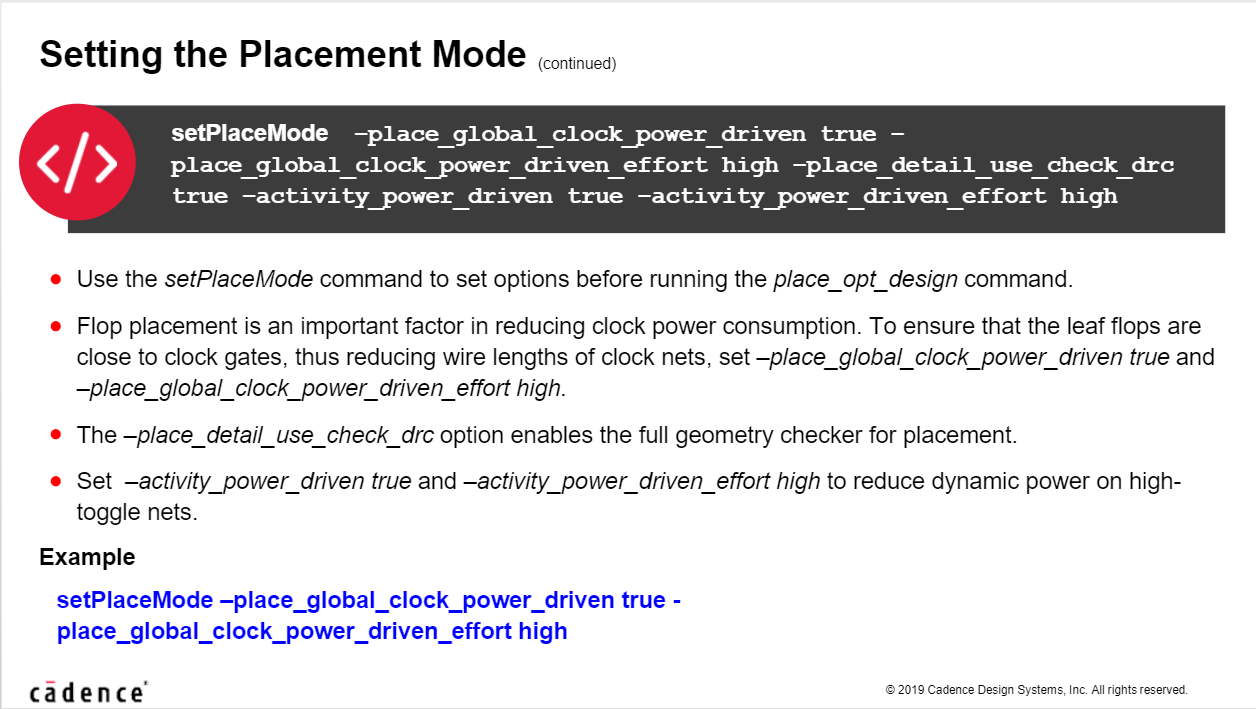 Setting the Placement Mode (continued)
</>
setPlaceMode –place_global_clock_power_driven true –
place_global_clock_power_driven_effort high –place_detail_use_check_drc
true –activity_power_driven true –activity_power_driven_effort high
● Use the setPlaceMode command to set options before running the place_opt_design command.
● Flop placement is an important factor in reducing clock power consumption. To ensure that the leaf flops are
close to clock gates, thus reducing wire lengths of clock nets, set –place_global_clock_power_driven true and
–place_global_clock_power_driven_effort high.
● The –place_detail_use_check_drc option enables the full geometry checker for placement.
● Set –activity_power_driven true and –activity_power_driven_effort high to reduce dynamic power on high-
toggle nets.
Example
setPlaceMode –place_global_clock_power_driven true -
place_global_clock_power_driven_effort high
cādence
© 2019 Cadence Design Systems, Inc. All rights reserved.